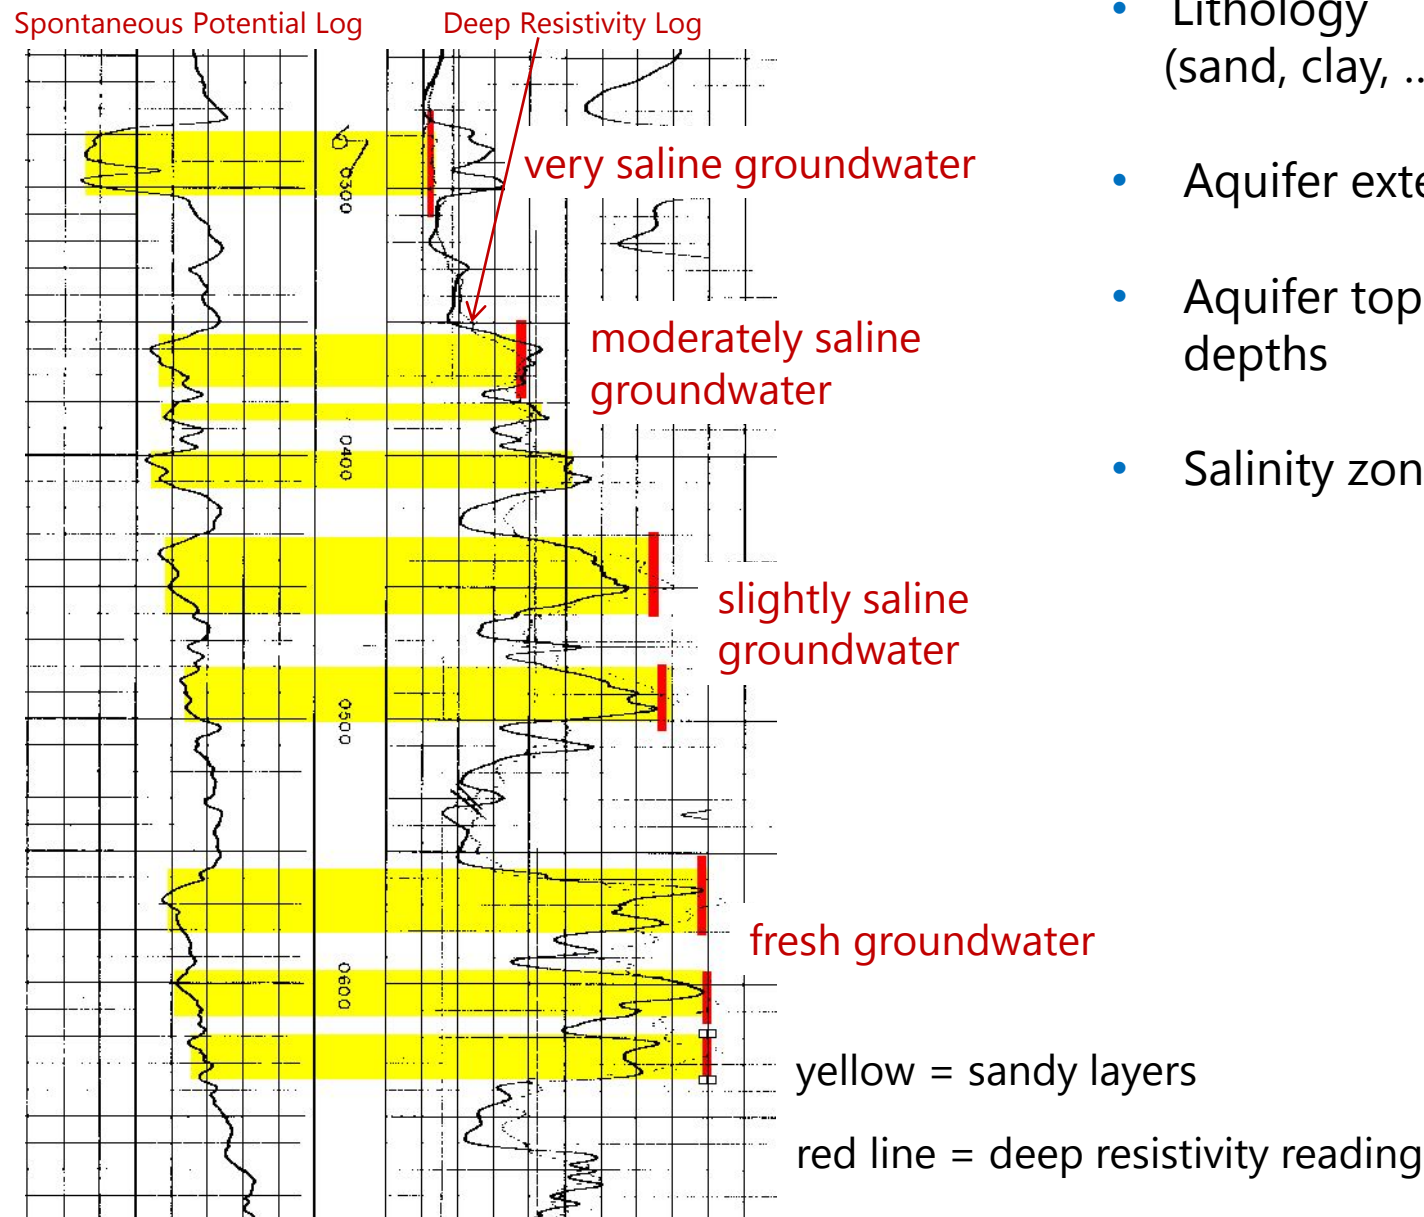 Spontaneous Potential Log
Deep Resistivity Log
very saline groundwater
0300
moderately saline
groundwater
0400
slightly saline
groundwater
0500
fresh groundwater
0600
yellow = sandy layers
red line = deep resistivity reading
• Lithology
(sand, clay, ..
• Aquifer exte
• Aquifer top
depths
• Salinity zon